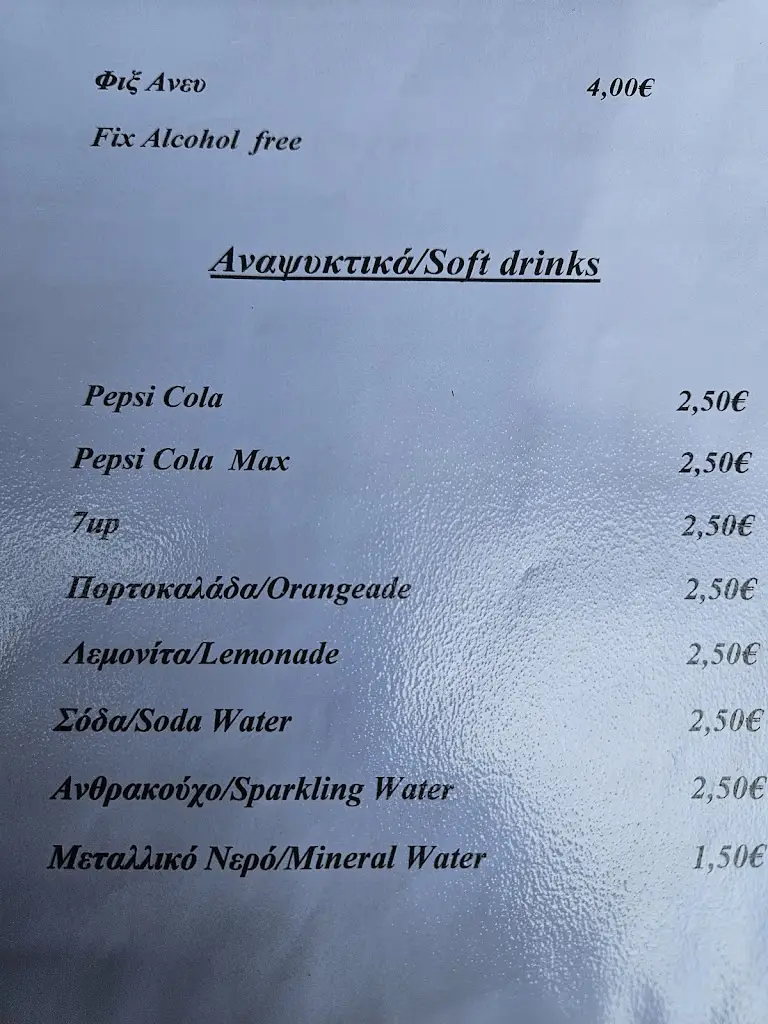 Φιξ Ανευ 4,00€
Fix Alcohol free
Αναψυκτικά/Soft drinks
Pepsi Cola 2,50€
Pepsi Cola Max 2,50€
7up 2,50€
Πορτοκαλάδα/Orangeade 2,50€
Λεμονίτα/Lemonade 2,50€
Σόδα/Soda Water 2,50€
Ανθρακούχο/Sparkling Water 2,50€
Μεταλλικό Νερό/Mineral Water 1,50€